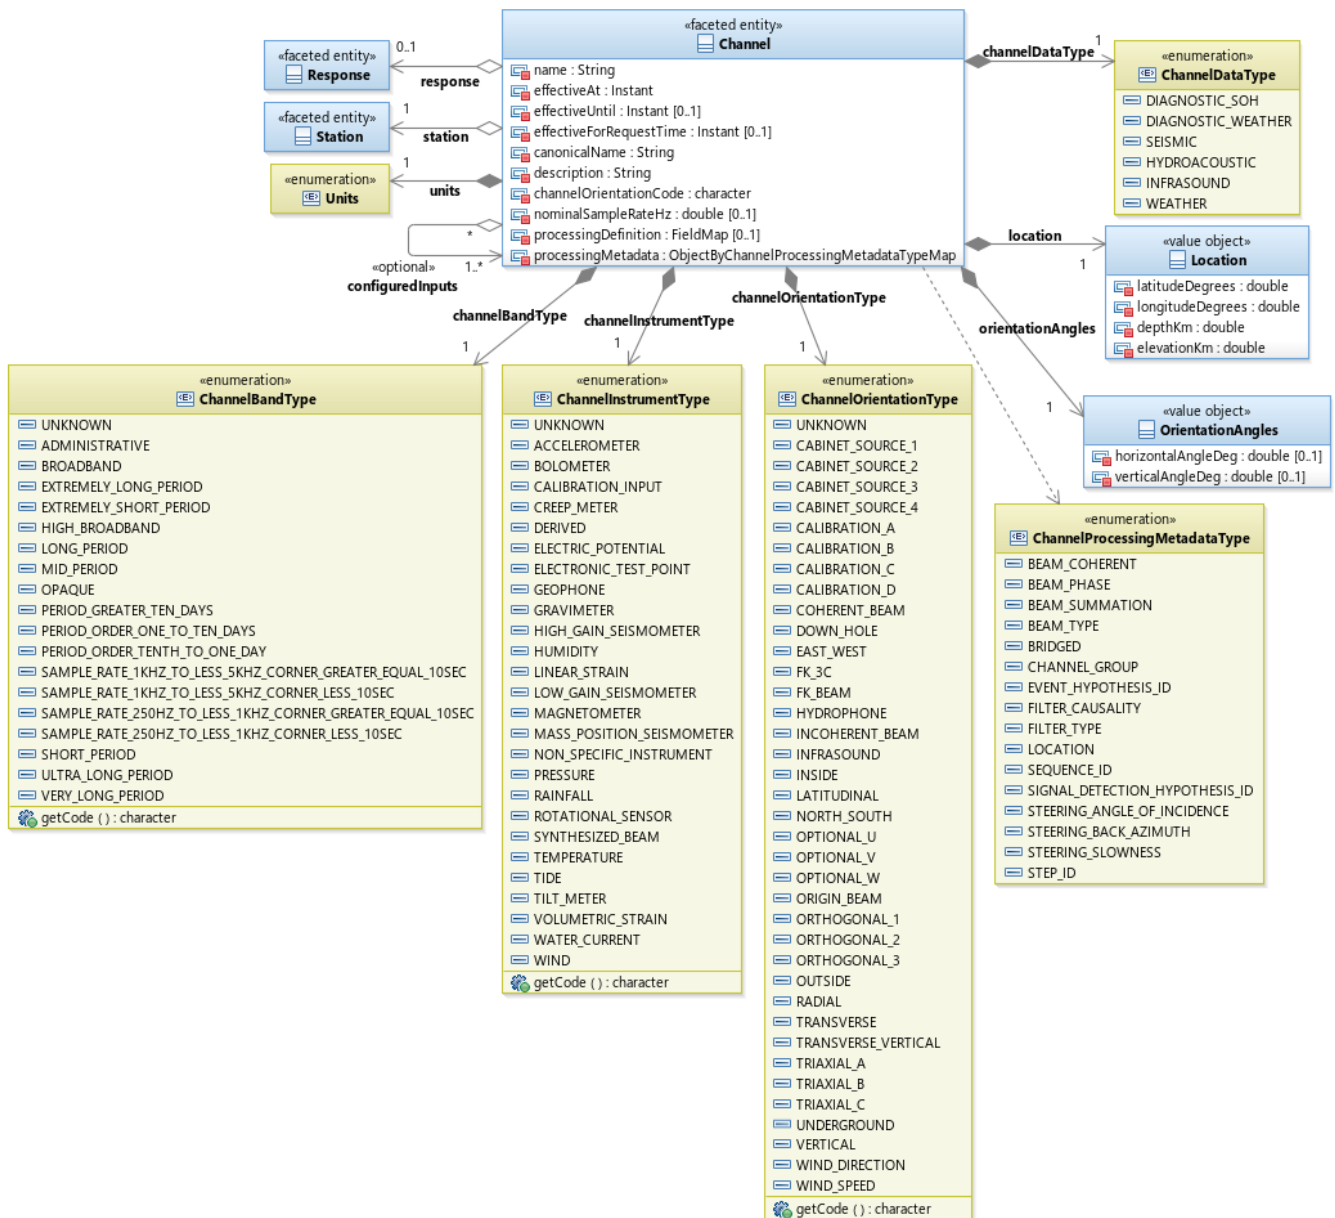 «faceted entity»
Channel
name : String
effectiveAt : Instant
effectiveUntil : Instant [0..1]
effectiveForRequestTime : Instant [0..1]
canonicalName : String
description : String
channelOrientationCode : character
nominalSampleRateHz : double [0..1]
processingDefinition : FieldMap [0..1]
processingMetadata : ObjectByChannelProcessingMetadataTypeMap
«faceted entity»
Response
0..1
response
«faceted entity»
Station
1
station
«enumeration»
Units
1
units
*
«optional»
1..*
configuredInputs
channelDataType
1
«enumeration»
ChannelDataType
DIAGNOSTIC_SOH
DIAGNOSTIC_WEATHER
SEISMIC
HYDROACOUSTIC
INFRASOUND
WEATHER
location
1
«value object»
Location
latitudeDegrees : double
longitudeDegrees : double
depthKm : double
elevationKm : double
orientationAngles
1
«value object»
OrientationAngles
horizontalAngleDeg : double [0..1]
verticalAngleDeg : double [0..1]
channelBandType
1
channelInstrumentType
1
channelOrientationType
1
«enumeration»
ChannelBandType
UNKNOWN
ADMINISTRATIVE
BROADBAND
EXTREMELY_LONG_PERIOD
EXTREMELY_SHORT_PERIOD
HIGH_BROADBAND
LONG_PERIOD
MID_PERIOD
OPAQUE
PERIOD_GREATER_TEN_DAYS
PERIOD_ORDER_ONE_TO_TEN_DAYS
PERIOD_ORDER_TENTH_TO_ONE_DAY
SAMPLE_RATE_1KHZ_TO_LESS_5KHZ_CORNER_GREATER_EQUAL_10SEC
SAMPLE_RATE_1KHZ_TO_LESS_5KHZ_CORNER_LESS_10SEC
SAMPLE_RATE_250HZ_TO_LESS_1KHZ_CORNER_GREATER_EQUAL_10SEC
SAMPLE_RATE_250HZ_TO_LESS_1KHZ_CORNER_LESS_10SEC
SHORT_PERIOD
ULTRA_LONG_PERIOD
VERY_LONG_PERIOD
getCode ( ) : character
«enumeration»
ChannelInstrumentType
UNKNOWN
ACCELEROMETER
BOLOMETER
CALIBRATION_INPUT
CREEP_METER
DERIVED
ELECTRIC_POTENTIAL
ELECTRONIC_TEST_POINT
GEOPHONE
GRAVIMETER
HIGH_GAIN_SEISMOMETER
HUMIDITY
LINEAR_STRAIN
LOW_GAIN_SEISMOMETER
MAGNETOMETER
MASS_POSITION_SEISMOMETER
NON_SPECIFIC_INSTRUMENT
PRESSURE
RAINFALL
ROTATIONAL_SENSOR
SYNTHESIZED_BEAM
TEMPERATURE
TIDE
TILT_METER
VOLUMETRIC_STRAIN
WATER_CURRENT
WIND
getCode ( ) : character
«enumeration»
ChannelOrientationType
UNKNOWN
CABINET_SOURCE_1
CABINET_SOURCE_2
CABINET_SOURCE_3
CABINET_SOURCE_4
CALIBRATION_A
CALIBRATION_B
CALIBRATION_C
CALIBRATION_D
COHERENT_BEAM
DOWN_HOLE
EAST_WEST
FK_3C
FK_BEAM
HYDROPHONE
INCOHERENT_BEAM
INFRASOUND
INSIDE
LATITUDINAL
NORTH_SOUTH
OPTIONAL_U
OPTIONAL_V
OPTIONAL_W
ORIGIN_BEAM
ORTHOGONAL_1
ORTHOGONAL_2
ORTHOGONAL_3
OUTSIDE
RADIAL
TRANSVERSE
TRANSVERSE_VERTICAL
TRIAXIAL_A
TRIAXIAL_B
TRIAXIAL_C
UNDERGROUND
VERTICAL
WIND_DIRECTION
WIND_SPEED
getCode ( ) : character
«enumeration»
ChannelProcessingMetadataType
BEAM_COHERENT
BEAM_PHASE
BEAM_SUMMATION
BEAM_TYPE
BRIDGED
CHANNEL_GROUP
EVENT_HYPOTHESIS_ID
FILTER_CAUSALITY
FILTER_TYPE
LOCATION
SEQUENCE_ID
SIGNAL_DETECTION_HYPOTHESIS_ID
STEERING_ANGLE_OF_INCIDENCE
STEERING_BACK_AZIMUTH
STEERING_SLOWNESS
STEP_ID